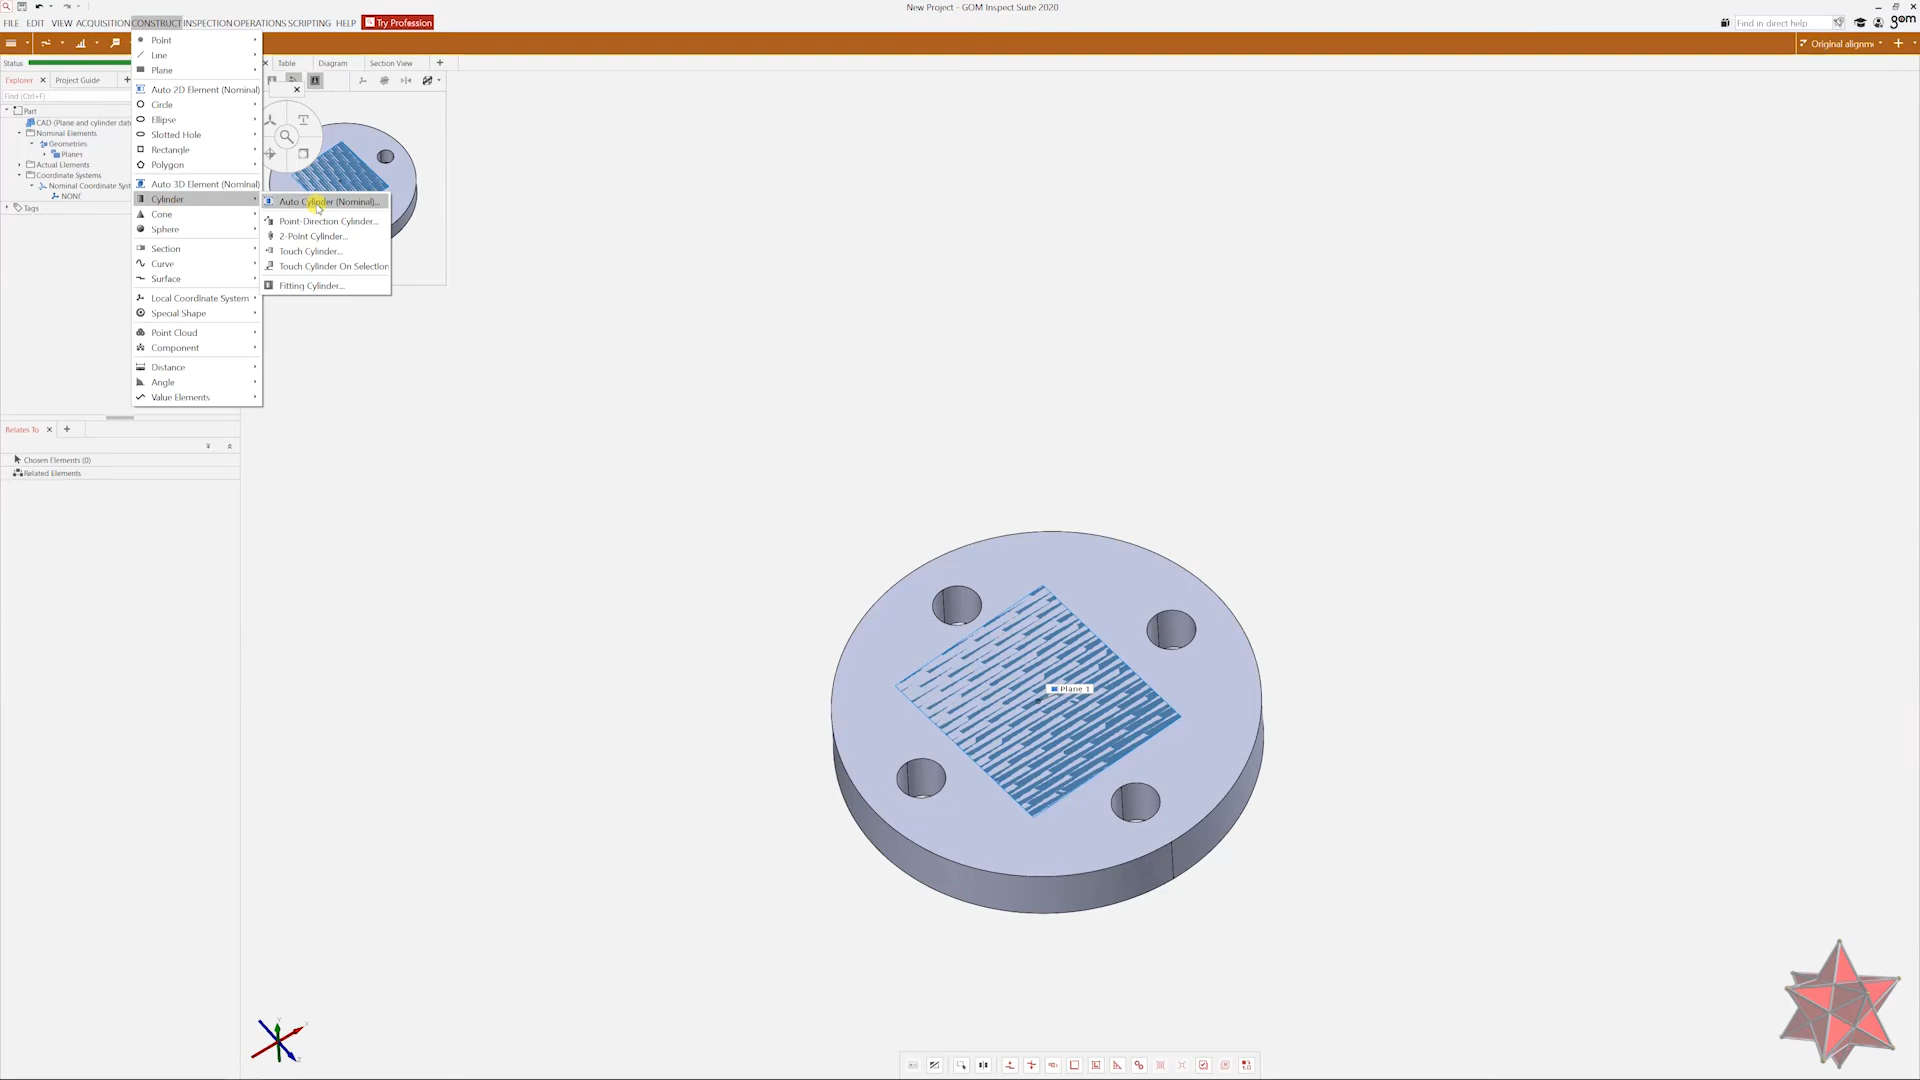 New Project - GOM Inspect Suite 2020
FILE EDIT VIEW ACQUISITION CONSTRUCT INSPECTION OPERATIONS SCRIPTING HELP Try Profession
Find in direct help
gom
Original alignm
Status
Table Diagram Section View
Explorer Project Guide
Find (Ctrl+F)
Part
CAD (Plane and cylinder dat
Nominal Elements
Geometries
Planes
Actual Elements
Coordinate Systems
Nominal Coordinate Syst
NONE
Tags
Point
Line
Plane
Auto 2D Element (Nominal)
Circle
Ellipse
Slotted Hole
Rectangle
Polygon
Auto 3D Element (Nominal)
Cylinder
Cone
Sphere
Section
Curve
Surface
Local Coordinate System
Special Shape
Point Cloud
Component
Distance
Angle
Value Elements
Auto Cylinder (Nominal)...
Point-Direction Cylinder...
2-Point Cylinder...
Touch Cylinder...
Touch Cylinder On Selection
Fitting Cylinder...
Relates To
Chosen Elements (0)
Related Elements
Plane 1
Y
X
Z